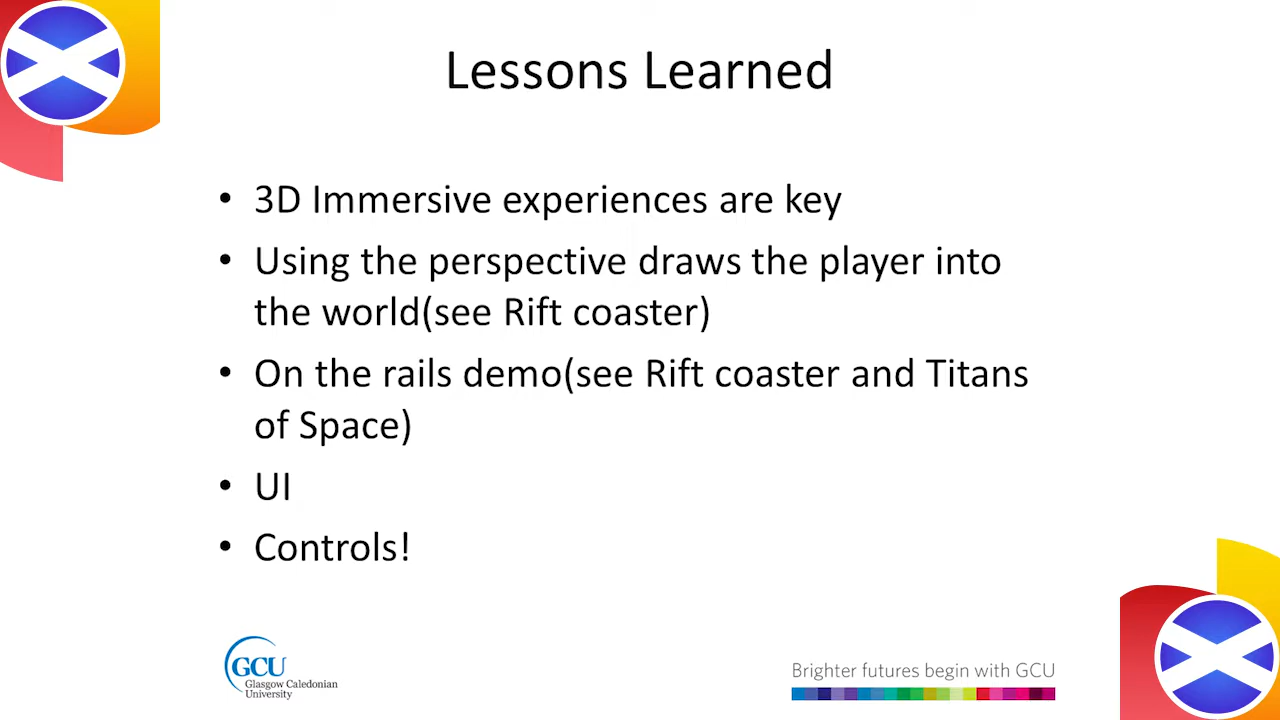 Lessons Learned
• 3D Immersive experiences are key
• Using the perspective draws the player into
the world(see Rift coaster)
• On the rails demo(see Rift coaster and Titans
of Space)
• UI
• Controls!
GCU
Glasgow Caledonian
University
Brighter futures begin with GCU